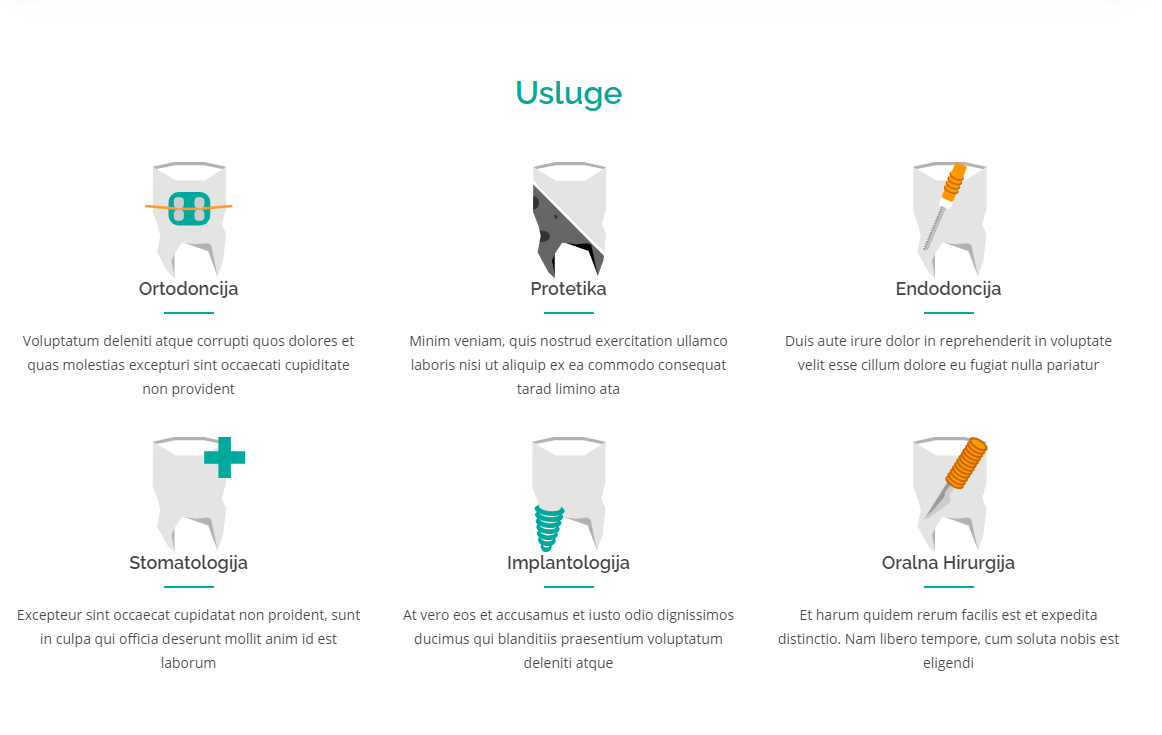 Usluge
Ortodoncija
Voluptatum deleniti atque corrupti quos dolores et
quas molestias excepturi sint occaecati cupiditate
non provident
Protetika
Minim veniam, quis nostrud exercitation ullamco
laboris nisi ut aliquip ex ea commodo consequat
tarad limino ata
Endodoncija
Duis aute irure dolor in reprehenderit in voluptate
velit esse cillum dolore eu fugiat nulla pariatur
Stomatologija
Excepteur sint occaecat cupidatat non proident, sunt
in culpa qui officia deserunt mollit anim id est
laborum
Implantologija
At vero eos et accusamus et iusto odio dignissimos
ducimus qui blanditiis praesentium voluptatum
deleniti atque
Oralna Hirurgija
Et harum quidem rerum facilis est et expedita
distinctio. Nam libero tempore, cum soluta nobis est
eligendi